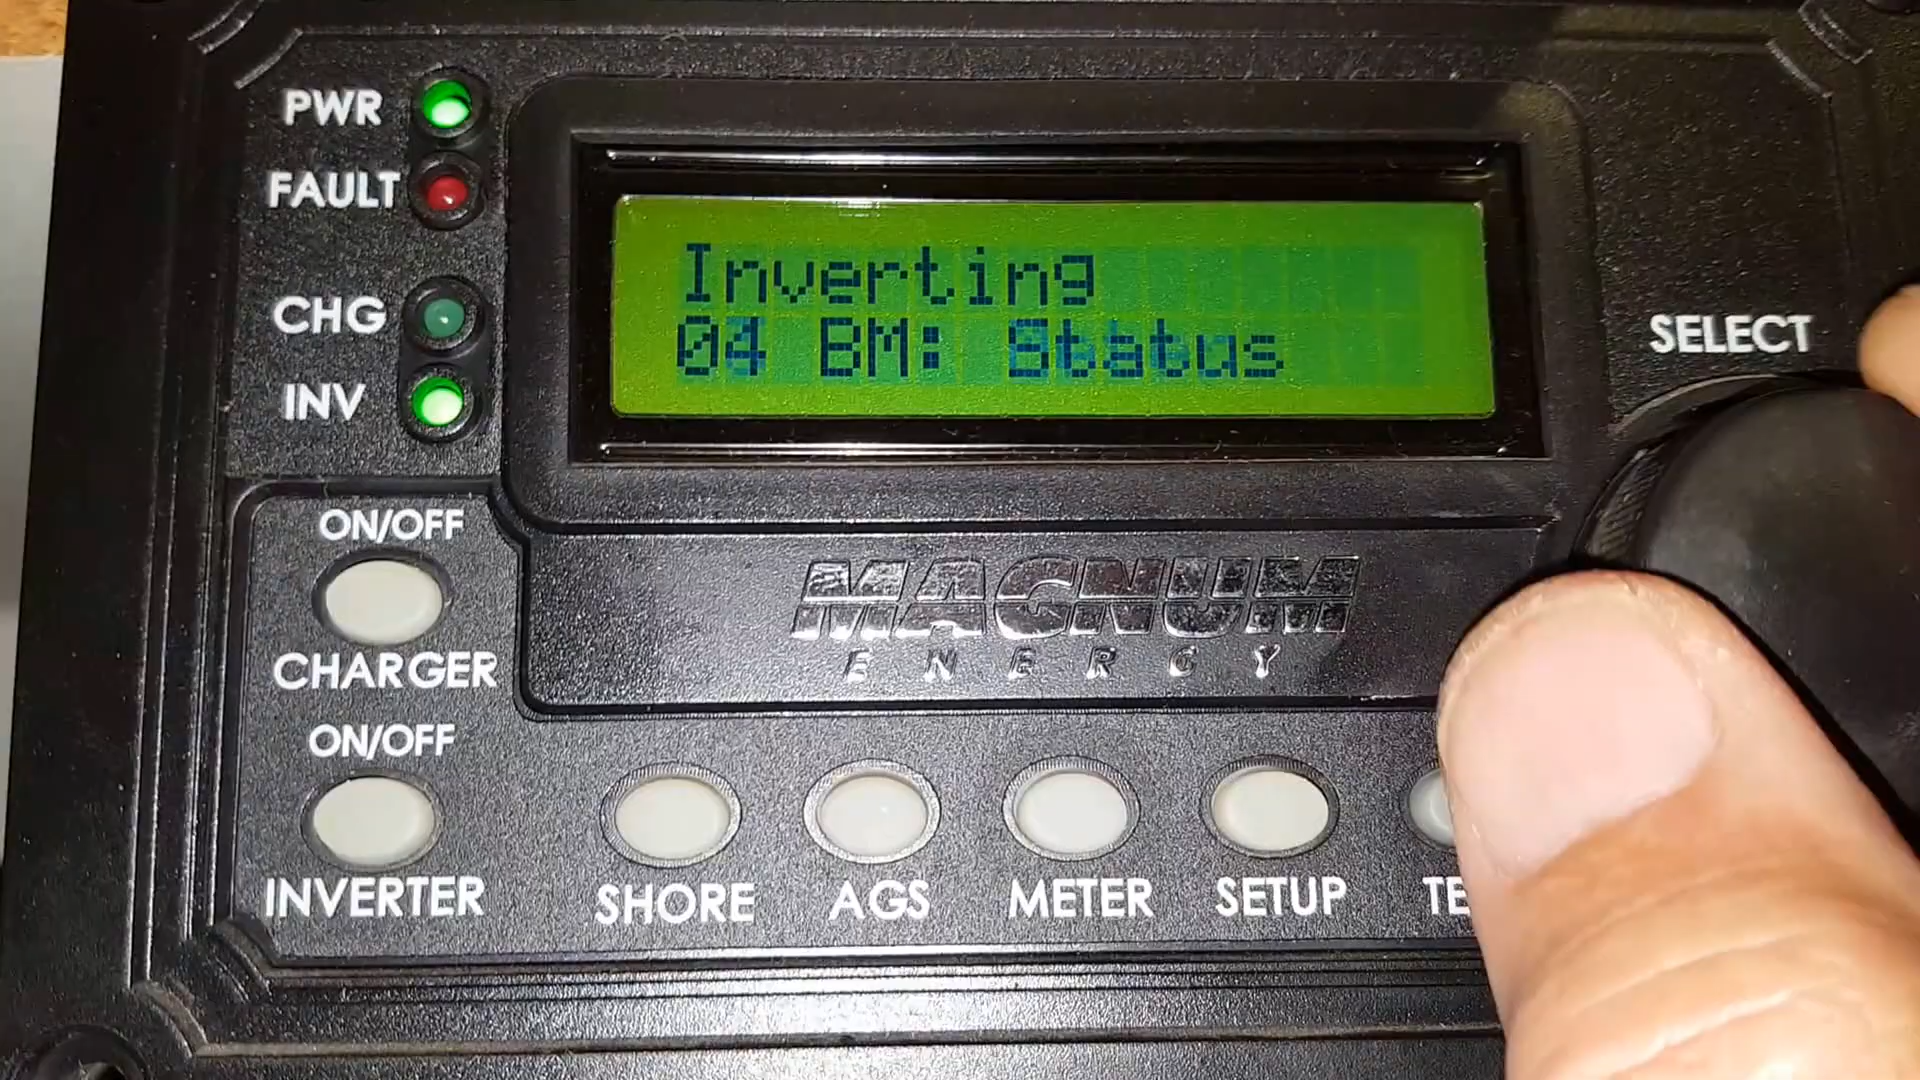 PWR
FAULT
CHG
INV
Inverting
04 BM: Status
SELECT
ON/OFF
CHARGER
MAGNUM
ENERGY
ON/OFF
INVERTER
SHORE
AGS
METER
SETUP